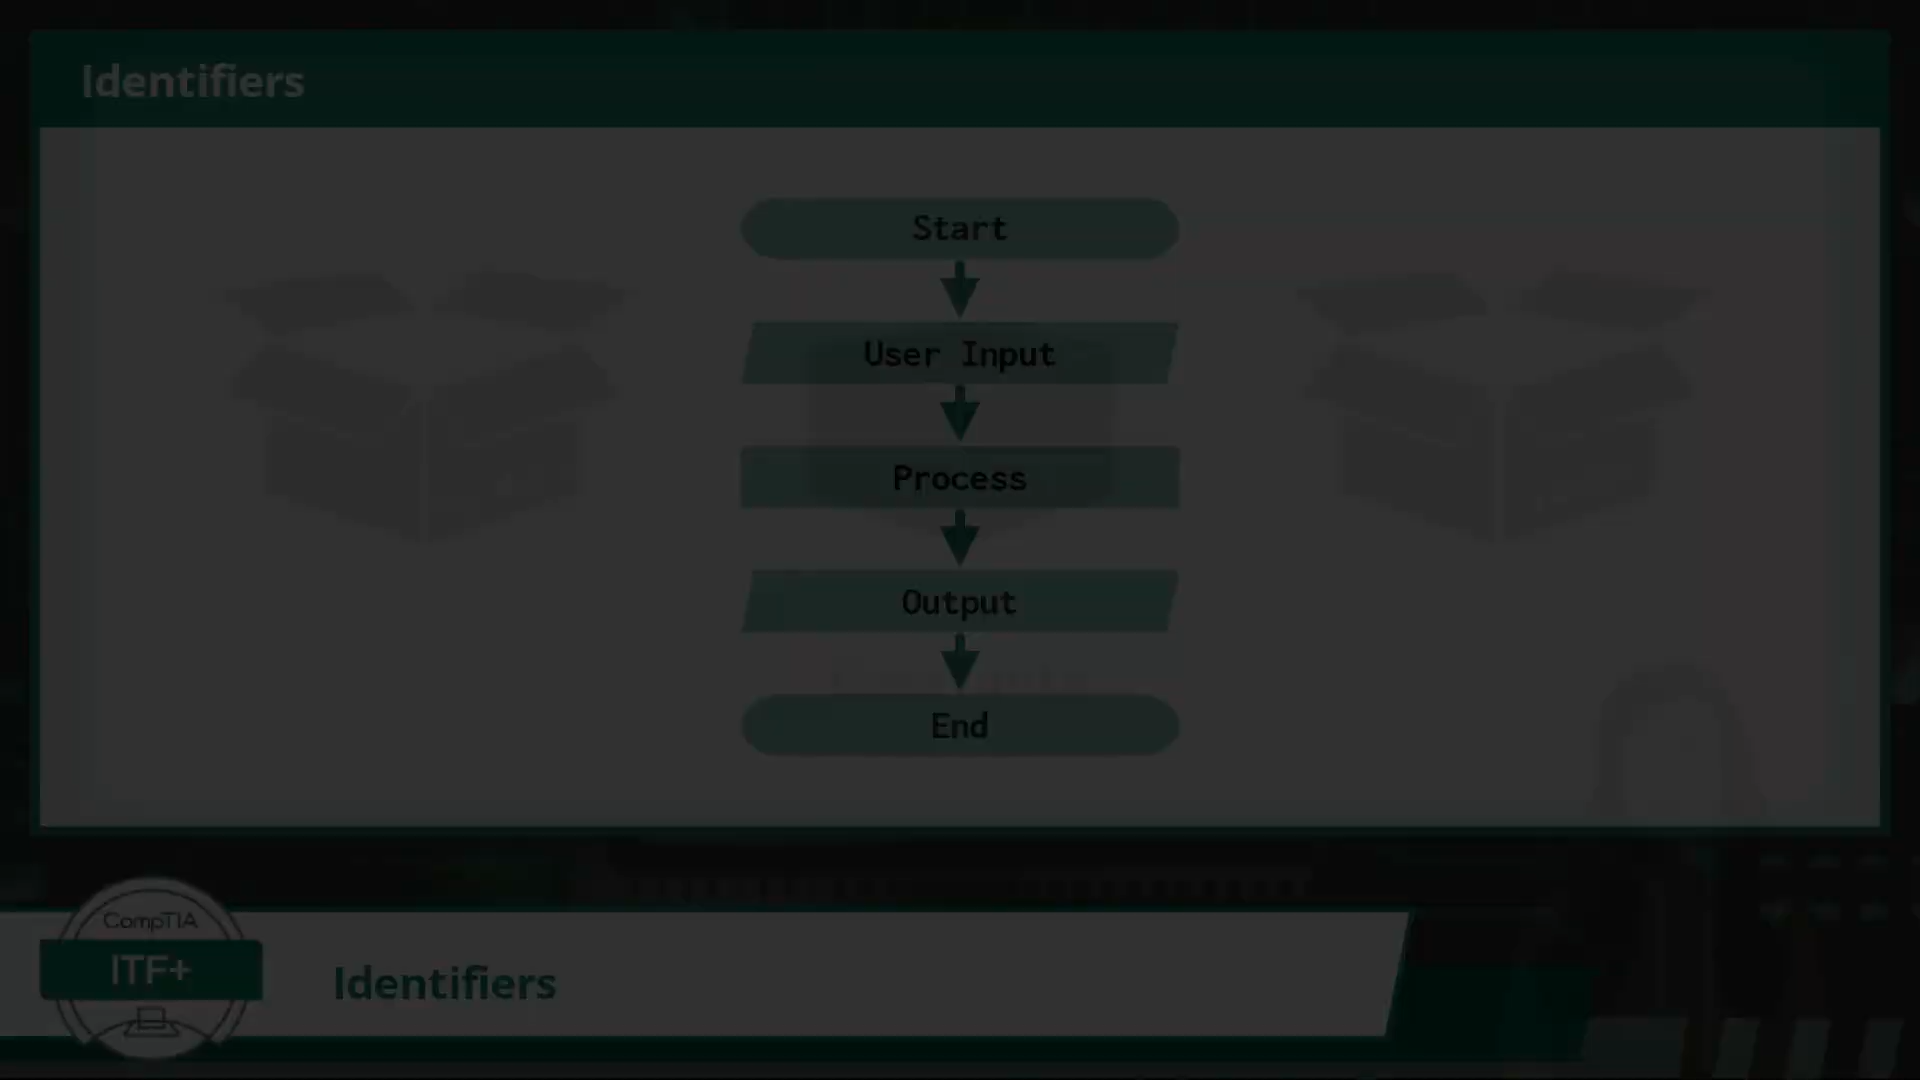 Identifiers
Start
User Input
Process
Output
End
CompTIA
ITF+
Identifiers